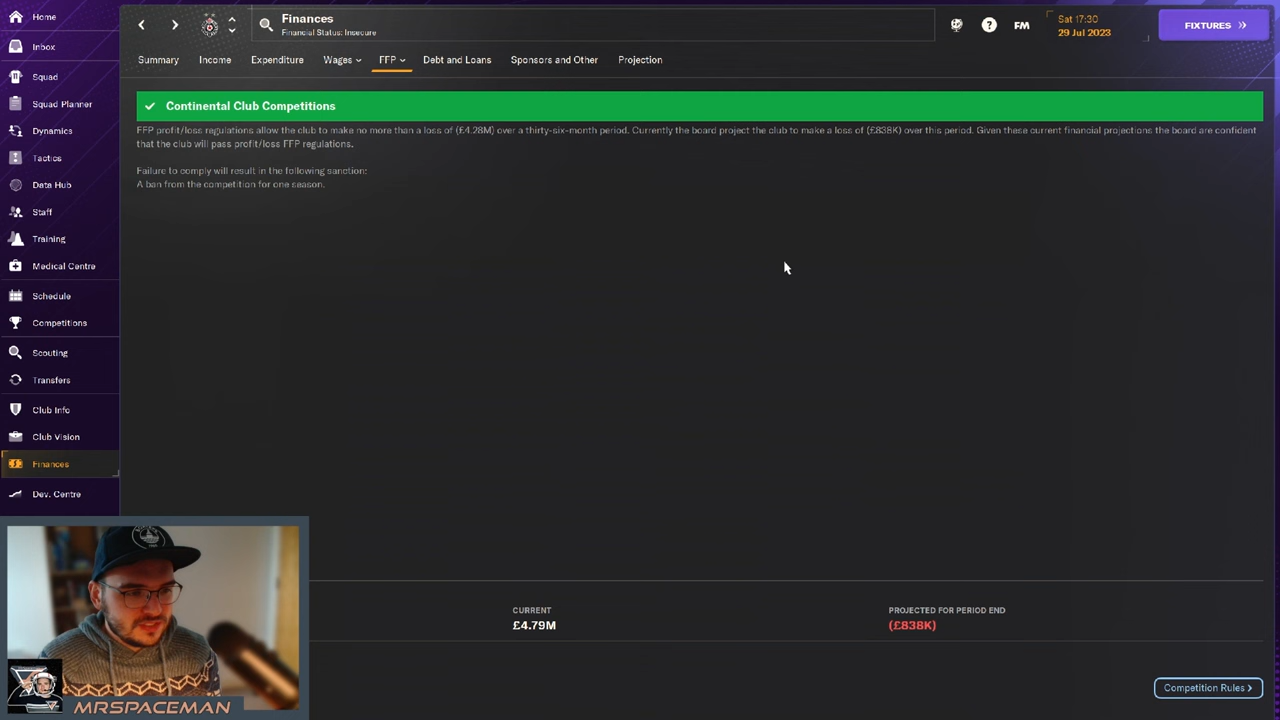 Home
Inbox
Squad
Squad Planner
Dynamics
Tactics
Data Hub
Staff
Training
Medical Centre
Schedule
Competitions
Scouting
Transfers
Club Info
Club Vision
Finances
Dev. Centre
Finances
Financial Status: Insecure
?
FM
Sat 17:30
29 Jul 2023
FIXTURES
Summary
Income
Expenditure
Wages
FFP
Debt and Loans
Sponsors and Other
Projection
Continental Club Competitions
FFP profit/loss regulations allow the club to make no more than a loss of (£4.28M) over a thirty-six-month period. Currently the board project the club to make a loss of (£838K) over this period. Given these current financial projections the board are confident
that the club will pass profit/loss FFP regulations.
Failure to comply will result in the following sanction:
A ban from the competition for one season.
CURRENT
£4.79M
PROJECTED FOR PERIOD END
(£838K)
Competition Rules
MRSPACEMAN